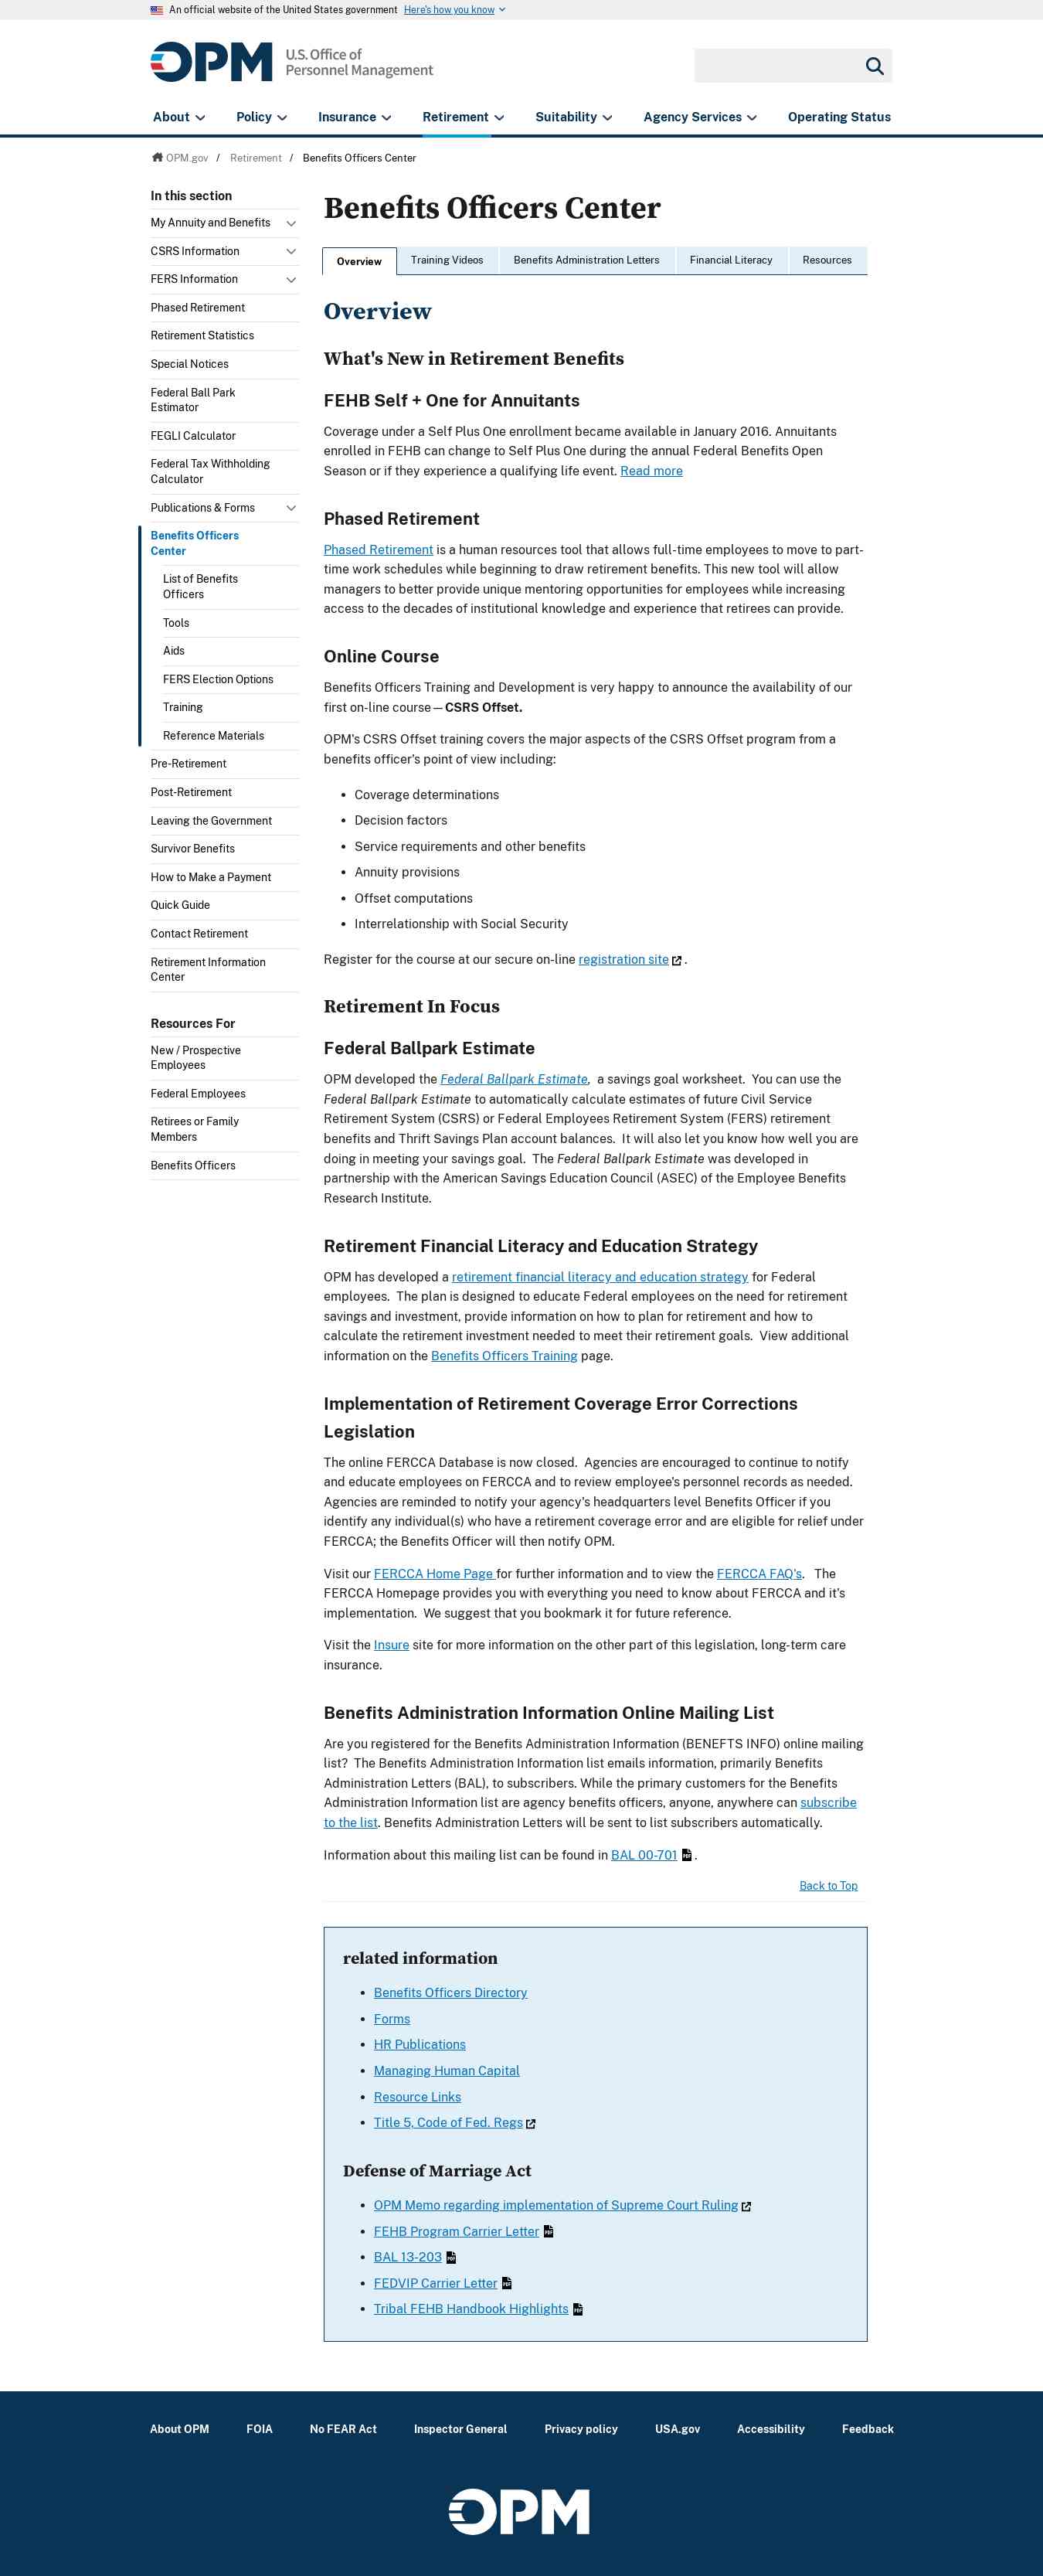 An official website of the United States government Here's how you know
OPM U.S. Office of
Personnel Management
About Policy Insurance Retirement Suitability Agency Services Operating Status
OPM.gov / Retirement / Benefits Officers Center
In this section
My Annuity and Benefits
CSRS Information
FERS Information
Phased Retirement
Retirement Statistics
Special Notices
Federal Ball Park
Estimator
FEGLI Calculator
Federal Tax Withholding
Calculator
Publications & Forms
Benefits Officers
Center
List of Benefits
Officers
Tools
Aids
FERS Election Options
Training
Reference Materials
Pre-Retirement
Post-Retirement
Leaving the Government
Survivor Benefits
How to Make a Payment
Quick Guide
Contact Retirement
Retirement Information
Center
Resources For
New / Prospective
Employees
Federal Employees
Retirees or Family
Members
Benefits Officers
Benefits Officers Center
Overview Training Videos Benefits Administration Letters Financial Literacy Resources
Overview
What's New in Retirement Benefits
FEHB Self + One for Annuitants
Coverage under a Self Plus One enrollment became available in January 2016. Annuitants
enrolled in FEHB can change to Self Plus One during the annual Federal Benefits Open
Season or if they experience a qualifying life event. Read more
Phased Retirement
Phased Retirement is a human resources tool that allows full-time employees to move to part-
time work schedules while beginning to draw retirement benefits. This new tool will allow
managers to better provide unique mentoring opportunities for employees while increasing
access to the decades of institutional knowledge and experience that retirees can provide.
Online Course
Benefits Officers Training and Development is very happy to announce the availability of our
first on-line course — CSRS Offset.
OPM's CSRS Offset training covers the major aspects of the CSRS Offset program from a
benefits officer's point of view including:
• Coverage determinations
• Decision factors
• Service requirements and other benefits
• Annuity provisions
• Offset computations
• Interrelationship with Social Security
Register for the course at our secure on-line registration site .
Retirement In Focus
Federal Ballpark Estimate
OPM developed the Federal Ballpark Estimate, a savings goal worksheet. You can use the
Federal Ballpark Estimate to automatically calculate estimates of future Civil Service
Retirement System (CSRS) or Federal Employees Retirement System (FERS) retirement
benefits and Thrift Savings Plan account balances. It will also let you know how well you are
doing in meeting your savings goal. The Federal Ballpark Estimate was developed in
partnership with the American Savings Education Council (ASEC) of the Employee Benefits
Research Institute.
Retirement Financial Literacy and Education Strategy
OPM has developed a retirement financial literacy and education strategy for Federal
employees. The plan is designed to educate Federal employees on the need for retirement
savings and investment, provide information on how to plan for retirement and how to
calculate the retirement investment needed to meet their retirement goals. View additional
information on the Benefits Officers Training page.
Implementation of Retirement Coverage Error Corrections
Legislation
The online FERCCA Database is now closed. Agencies are encouraged to continue to notify
and educate employees on FERCCA and to review employee's personnel records as needed.
Agencies are reminded to notify your agency's headquarters level Benefits Officer if you
identify any individual(s) who have a retirement coverage error and are eligible for relief under
FERCCA; the Benefits Officer will then notify OPM.
Visit our FERCCA Home Page for further information and to view the FERCCA FAQ's. The
FERCCA Homepage provides you with everything you need to know about FERCCA and it's
implementation. We suggest that you bookmark it for future reference.
Visit the Insure site for more information on the other part of this legislation, long-term care
insurance.
Benefits Administration Information Online Mailing List
Are you registered for the Benefits Administration Information (BENEFTS INFO) online mailing
list? The Benefits Administration Information list emails information, primarily Benefits
Administration Letters (BAL), to subscribers. While the primary customers for the Benefits
Administration Information list are agency benefits officers, anyone, anywhere can subscribe
to the list. Benefits Administration Letters will be sent to list subscribers automatically.
Information about this mailing list can be found in BAL 00-701 .
Back to Top
related information
• Benefits Officers Directory
• Forms
• HR Publications
• Managing Human Capital
• Resource Links
• Title 5, Code of Fed. Regs
Defense of Marriage Act
• OPM Memo regarding implementation of Supreme Court Ruling
• FEHB Program Carrier Letter
• BAL 13-203
• FEDVIP Carrier Letter
• Tribal FEHB Handbook Highlights
About OPM FOIA No FEAR Act Inspector General Privacy policy USA.gov Accessibility Feedback
OPM